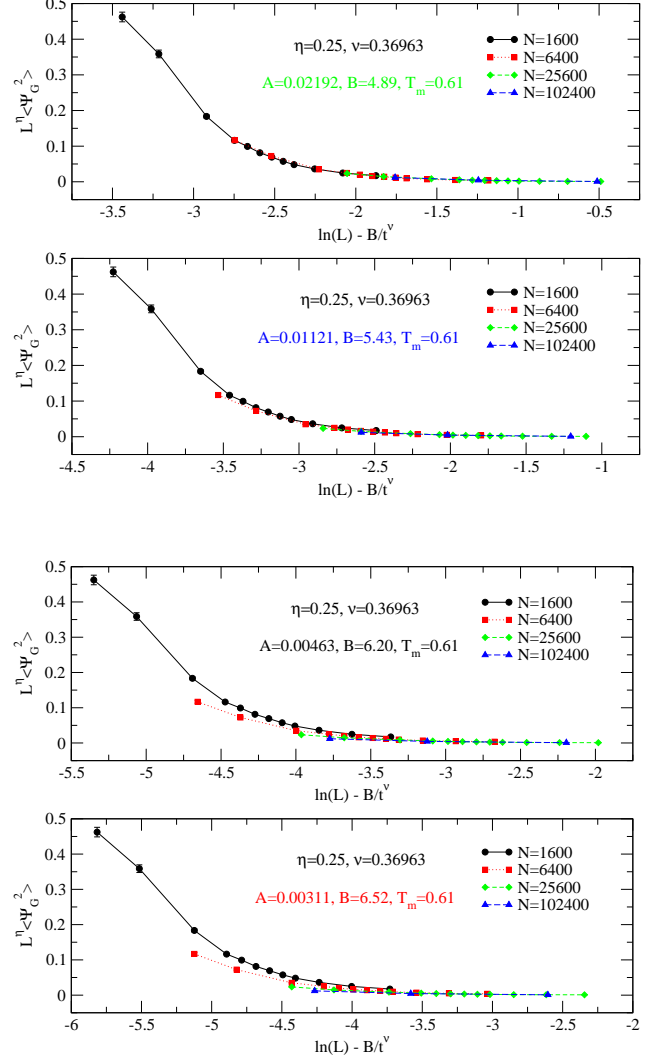 0.5
0.4
0.3
0.2
0.1
0
L^η<Ψ_G^2>
η=0.25, ν=0.36963
A=0.02192, B=4.89, T_m=0.61
N=1600
N=6400
N=25600
N=102400
-3.5 -3 -2.5 -2 -1.5 -1 -0.5
ln(L) - B/t^ν
0.5
0.4
0.3
0.2
0.1
0
L^η<Ψ_G^2>
η=0.25, ν=0.36963
A=0.01121, B=5.43, T_m=0.61
N=1600
N=6400
N=25600
N=102400
-4.5 -4 -3.5 -3 -2.5 -2 -1.5 -1
ln(L) - B/t^ν
0.5
0.4
0.3
0.2
0.1
0
L^η<Ψ_G^2>
η=0.25, ν=0.36963
A=0.00463, B=6.20, T_m=0.61
N=1600
N=6400
N=25600
N=102400
-5.5 -5 -4.5 -4 -3.5 -3 -2.5 -2
ln(L) - B/t^ν
0.5
0.4
0.3
0.2
0.1
0
L^η<Ψ_G^2>
η=0.25, ν=0.36963
A=0.00311, B=6.52, T_m=0.61
N=1600
N=6400
N=25600
N=102400
-6 -5.5 -5 -4.5 -4 -3.5 -3 -2.5 -2
ln(L) - B/t^ν